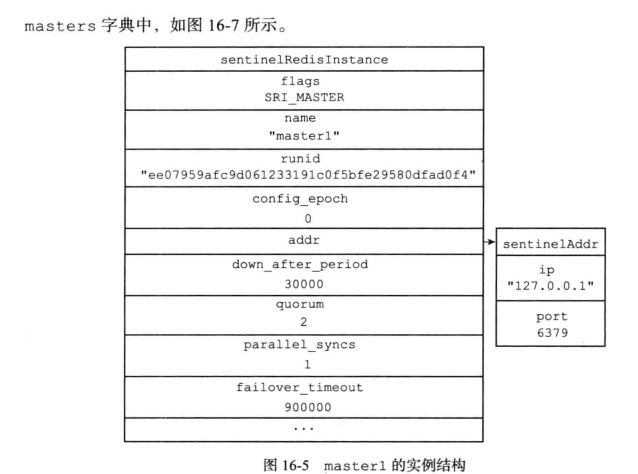 masters 字典中，如图 16-7 所示。
sentinelRedisInstance
flags
SRI_MASTER
name
"master1"
runid
"ee07959afc9d061233191c0f5bfe29580dfad0f4"
config_epoch
0
addr
sentinelAddr
down_after_period
30000
ip
"127.0.0.1"
quorum
2
port
6379
parallel_syncs
1
failover_timeout
900000
...
图 16-5 master1 的实例结构